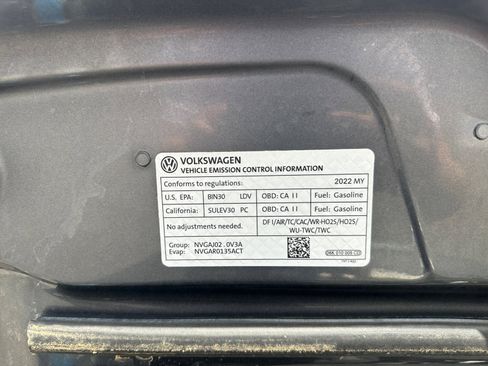 VOLKSWAGEN
VEHICLE EMISSION CONTROL INFORMATION
Conforms to regulations: 2022 MY
U.S. EPA: BIN30 LDV OBD: CA II Fuel: Gasoline
California: SULEV30 PC OBD: CA II Fuel: Gasoline
No adjustments needed. DFI/AIR/TC/CAC/WR-HO2S/HO2S/
WU-TWC/TWC
Group: NVGAJ02.0V3A
Evap: NVGAR0135ACT